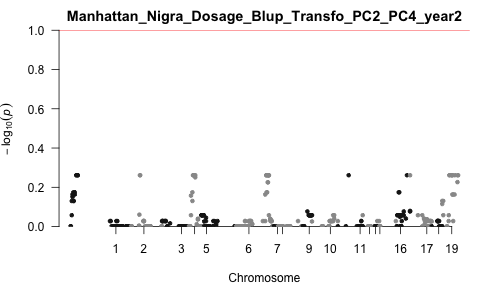 Manhattan_Nigra_Dosage_Blup_Transfo_PC2_PC4_year2
1.0
0.8
0.6
0.4
0.2
0.0
− log10(p)
1 2 3 5 6 7 9 10 11 16 17 19
Chromosome